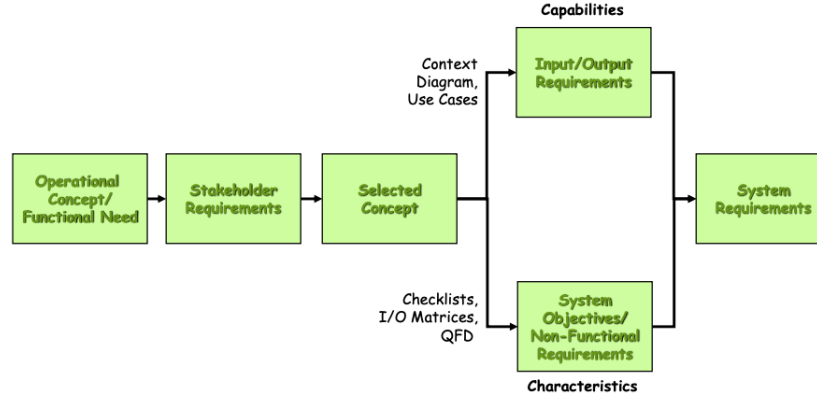 Capabilities
Context
Diagram,
Use Cases
Input/Output
Requirements
Operational
Concept/
Functional Need
Stakeholder
Requirements
Selected
Concept
System
Requirements
Checklists,
I/O Matrices,
QFD
System
Objectives/
Non-Functional
Requirements
Characteristics